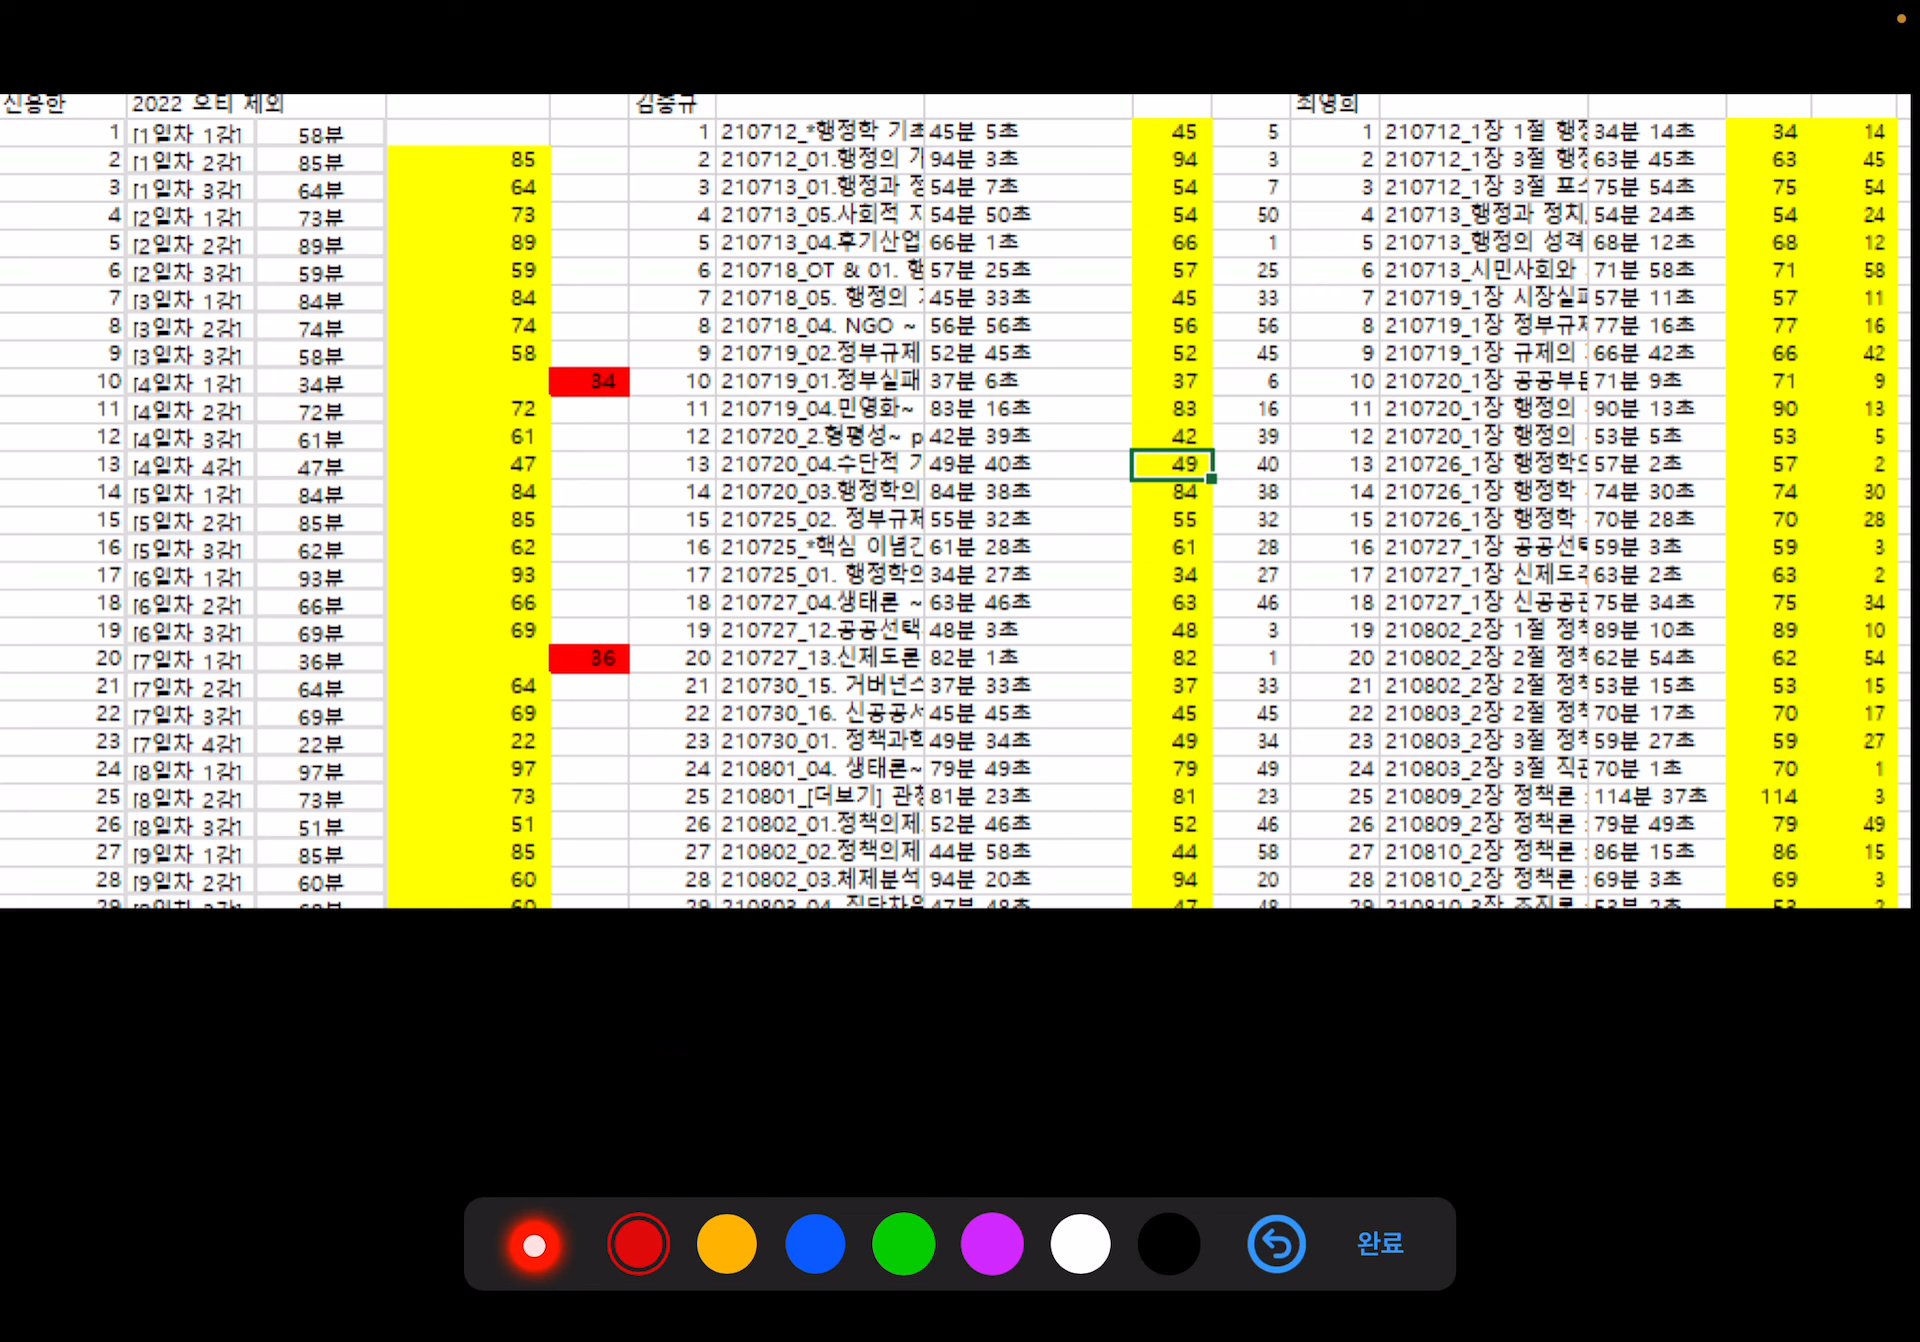 신용한 2022 오티 제외 김중규 최영희
1 [1일차 1강] 58분 1 210712_*행정학 기초 45분 5초 45 5 1 210712_1장 1절 행정 34분 14초 34 14
2 [1일차 2강] 85분 85 2 210712_01.행정의 가 94분 3초 94 3 2 210712_1장 3절 행정 63분 45초 63 45
3 [1일차 3강] 64분 64 3 210713_01.행정과 정 54분 7초 54 7 3 210712_1장 3절 포스 75분 54초 75 54
4 [2일차 1강] 73분 73 4 210713_05.사회적 자 54분 50초 54 50 4 210713_행정과 정치, 54분 24초 54 24
5 [2일차 2강] 89분 89 5 210713_04.후기산업 66분 1초 66 1 5 210713_행정의 성격 68분 12초 68 12
6 [2일차 3강] 59분 59 6 210718_OT & 01. 행 57분 25초 57 25 6 210713_시민사회와 71분 58초 71 58
7 [3일차 1강] 84분 84 7 210718_05. 행정의 45분 33초 45 33 7 210719_1장 시장실패 57분 11초 57 11
8 [3일차 2강] 74분 74 8 210718_04. NGO ~ 56분 56초 56 56 8 210719_1장 정부규제 77분 16초 77 16
9 [3일차 3강] 58분 58 9 210719_02.정부규제 52분 45초 52 45 9 210719_1장 규제의 66분 42초 66 42
10 [4일차 1강] 34분 34 10 210719_01.정부실패 37분 6초 37 6 10 210720_1장 공공부문 71분 9초 71 9
11 [4일차 2강] 72분 72 11 210719_04.민영화~ 83분 16초 83 16 11 210720_1장 행정의 90분 13초 90 13
12 [4일차 3강] 61분 61 12 210720_2.형평성~ p 42분 39초 42 39 12 210720_1장 행정의 53분 5초 53 5
13 [4일차 4강] 47분 47 13 210720_04.수단적 가 49분 40초 49 40 13 210726_1장 행정학의 57분 2초 57 2
14 [5일차 1강] 84분 84 14 210720_03.행정학의 84분 38초 84 38 14 210726_1장 행정학 74분 30초 74 30
15 [5일차 2강] 85분 85 15 210725_02. 정부규제 55분 32초 55 32 15 210726_1장 행정학 70분 28초 70 28
16 [5일차 3강] 62분 62 16 210725_*핵심 이념간 61분 28초 61 28 16 210727_1장 공공선택 59분 3초 59 3
17 [6일차 1강] 93분 93 17 210725_01. 행정학의 34분 27초 34 27 17 210727_1장 신제도주 63분 2초 63 2
18 [6일차 2강] 66분 66 18 210727_04.생태론 ~ 63분 46초 63 46 18 210727_1장 신공공관 75분 34초 75 34
19 [6일차 3강] 69분 69 19 210727_12.공공선택 48분 3초 48 3 19 210802_2장 1절 정책 89분 10초 89 10
20 [7일차 1강] 36분 36 20 210727_13.신제도론 82분 1초 82 1 20 210802_2장 2절 정책 62분 54초 62 54
21 [7일차 2강] 64분 64 21 210730_15. 거버넌스 37분 33초 37 33 21 210802_2장 2절 정책 53분 15초 53 15
22 [7일차 3강] 69분 69 22 210730_16. 신공공서 45분 45초 45 45 22 210803_2장 2절 정책 70분 17초 70 17
23 [7일차 4강] 22분 22 23 210730_01. 정책과학 49분 34초 49 34 23 210803_2장 3절 정책 59분 27초 59 27
24 [8일차 1강] 97분 97 24 210801_04. 생태론~ 79분 49초 79 49 24 210803_2장 3절 직관 70분 1초 70 1
25 [8일차 2강] 73분 73 25 210801_[더보기] 관청 81분 23초 81 23 25 210809_2장 정책론 : 114분 37초 114 3
26 [8일차 3강] 51분 51 26 210802_01.정책의제 52분 46초 52 46 26 210809_2장 정책론 : 79분 49초 79 49
27 [9일차 1강] 85분 85 27 210802_02.정책의제 44분 58초 44 58 27 210810_2장 정책론 : 86분 15초 86 15
28 [9일차 2강] 60분 60 28 210802_03.체제분석 94분 20초 94 20 28 210810_2장 정책론 : 69분 3초 69 3
완료